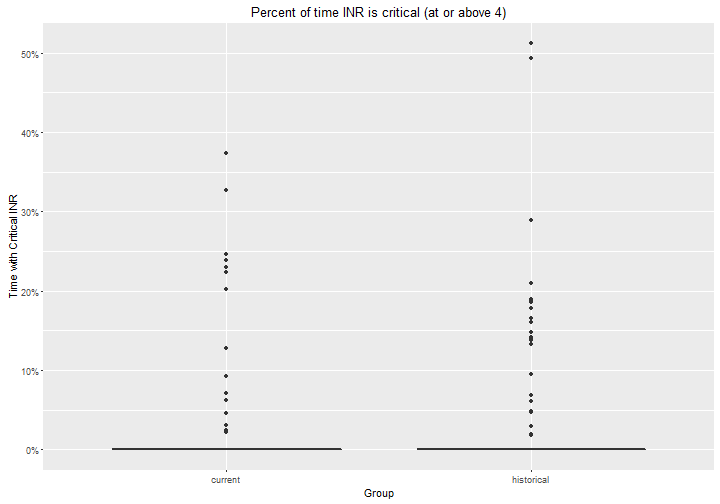 Percent of time INR is critical (at or above 4)
Time with Critical INR
50%
40%
30%
20%
10%
0%
current historical
Group